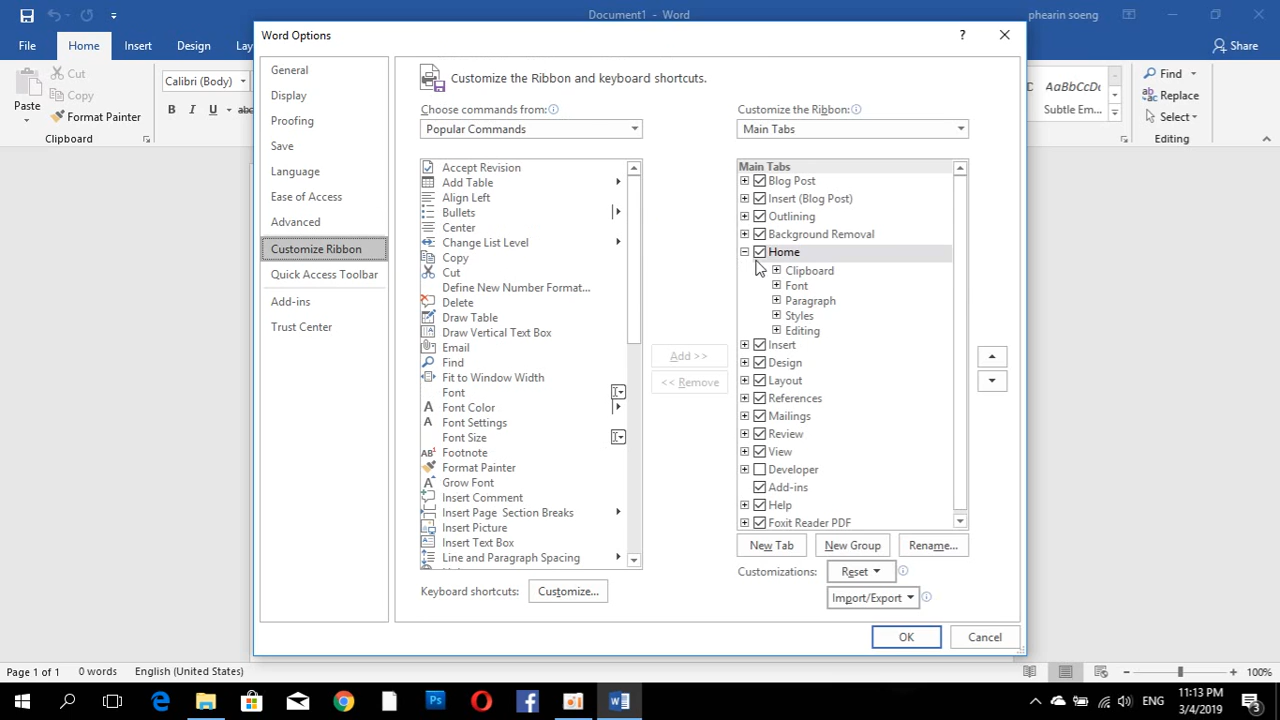 Document1 - Word
phearin soeng
File
Home
Insert
Design
Share
Paste
Cut
Copy
Format Painter
Clipboard
Calibri (Body)
B I U abc
AaBbCcDc
Subtle Em...
Find
Replace
Select
Editing
Word Options
?
General
Display
Proofing
Save
Language
Ease of Access
Advanced
Customize Ribbon
Quick Access Toolbar
Add-ins
Trust Center
Customize the Ribbon and keyboard shortcuts.
Choose commands from:
Popular Commands
Accept Revision
Add Table
Align Left
Bullets
Center
Change List Level
Copy
Cut
Define New Number Format...
Delete
Draw Table
Draw Vertical Text Box
Email
Find
Fit to Window Width
Font
Font Color
Font Settings
Font Size
Footnote
Format Painter
Grow Font
Insert Comment
Insert Page Section Breaks
Insert Picture
Insert Text Box
Line and Paragraph Spacing
Keyboard shortcuts:
Customize...
Add >>
<< Remove
Customize the Ribbon:
Main Tabs
Main Tabs
Blog Post
Insert (Blog Post)
Outlining
Background Removal
Home
Clipboard
Font
Paragraph
Styles
Editing
Insert
Design
Layout
References
Mailings
Review
View
Developer
Add-ins
Help
Foxit Reader PDF
New Tab
New Group
Rename...
Customizations:
Reset
Import/Export
OK
Cancel
Page 1 of 1
0 words
English (United States)
100%
ENG
11:13 PM
3/4/2019